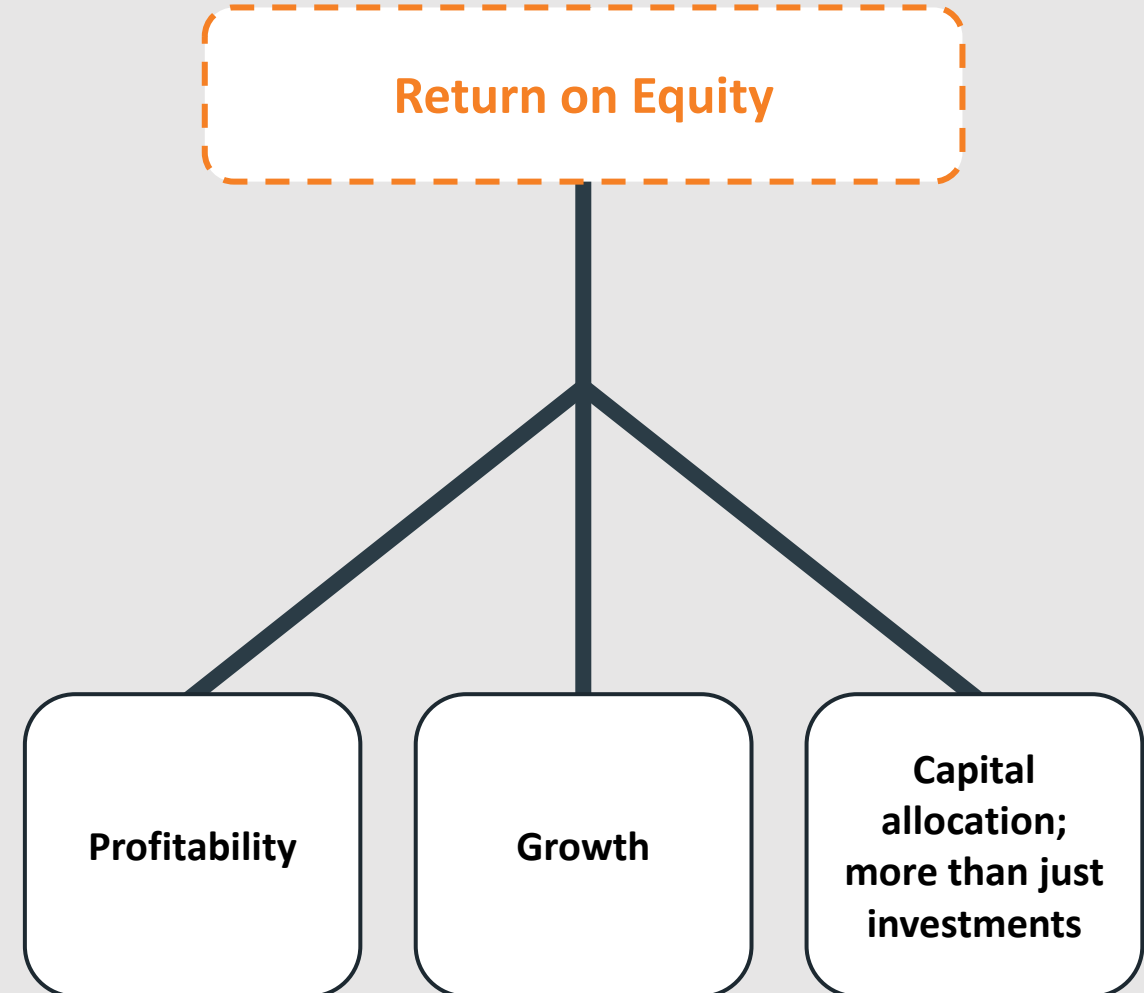 Return on Equity
Profitability
Growth
Capital
allocation;
more than just
investments